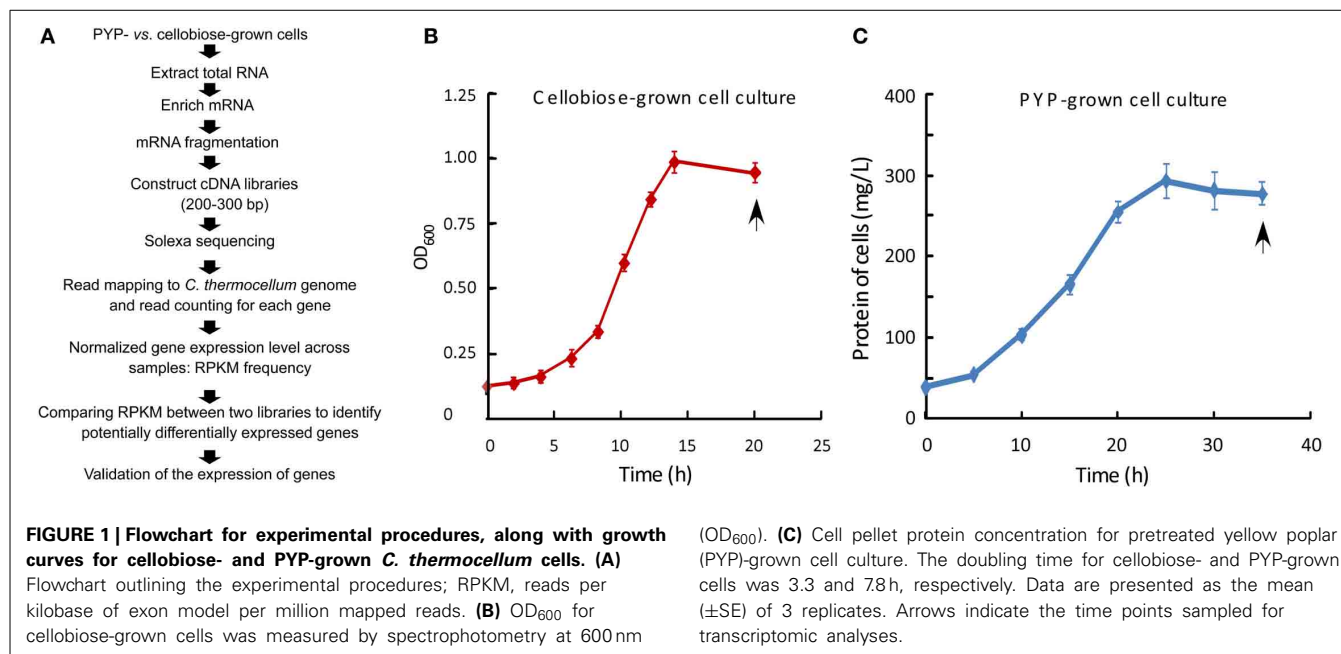 A
PYP- vs. cellobiose-grown cells
Extract total RNA
Enrich mRNA
mRNA fragmentation
Construct cDNA libraries
(200-300 bp)
Solexa sequencing
Read mapping to C. thermocellum genome
and read counting for each gene
Normalized gene expression level across
samples: RPKM frequency
Comparing RPKM between two libraries to identify
potentially differentially expressed genes
Validation of the expression of genes
B
Cellobiose-grown cell culture
OD600
1.25
1.00
0.75
0.50
0.25
0
0 5 10 15 20 25
Time (h)
C
PYP-grown cell culture
Protein of cells (mg/L)
400
300
200
100
0
0 10 20 30 40
Time (h)
FIGURE 1 | Flowchart for experimental procedures, along with growth
curves for cellobiose- and PYP-grown C. thermocellum cells. (A)
Flowchart outlining the experimental procedures; RPKM, reads per
kilobase of exon model per million mapped reads. (B) OD600 for
cellobiose-grown cells was measured by spectrophotometry at 600 nm
(OD600). (C) Cell pellet protein concentration for pretreated yellow poplar
(PYP)-grown cell culture. The doubling time for cellobiose- and PYP-grown
cells was 3.3 and 7.8 h, respectively. Data are presented as the mean
(±SE) of 3 replicates. Arrows indicate the time points sampled for
transcriptomic analyses.